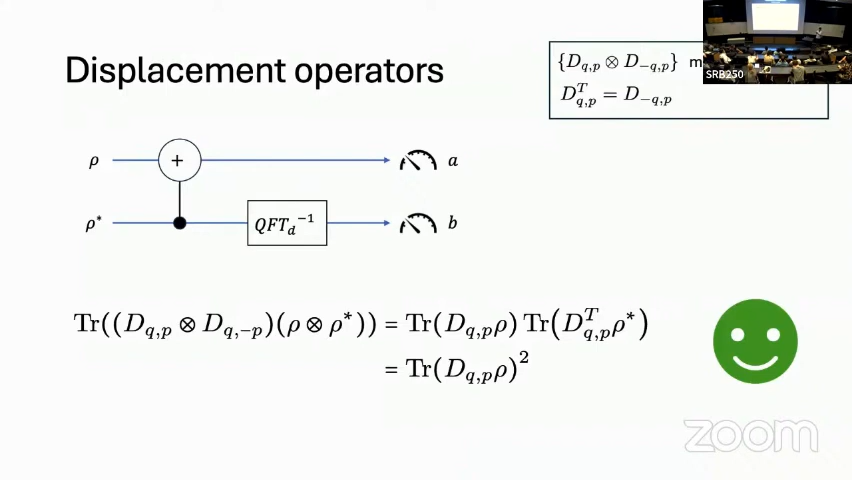 Displacement operators
{D_{q,p} ⊗ D_{-q,p}} m
D^T_{q,p} = D_{-q,p}
SRB250
ρ + a
ρ* QFT_d^{-1} b
Tr((D_{q,p} ⊗ D_{q,-p})(ρ ⊗ ρ*)) = Tr(D_{q,p}ρ) Tr(D^T_{q,p}ρ*)
= Tr(D_{q,p}ρ)^2
zoom